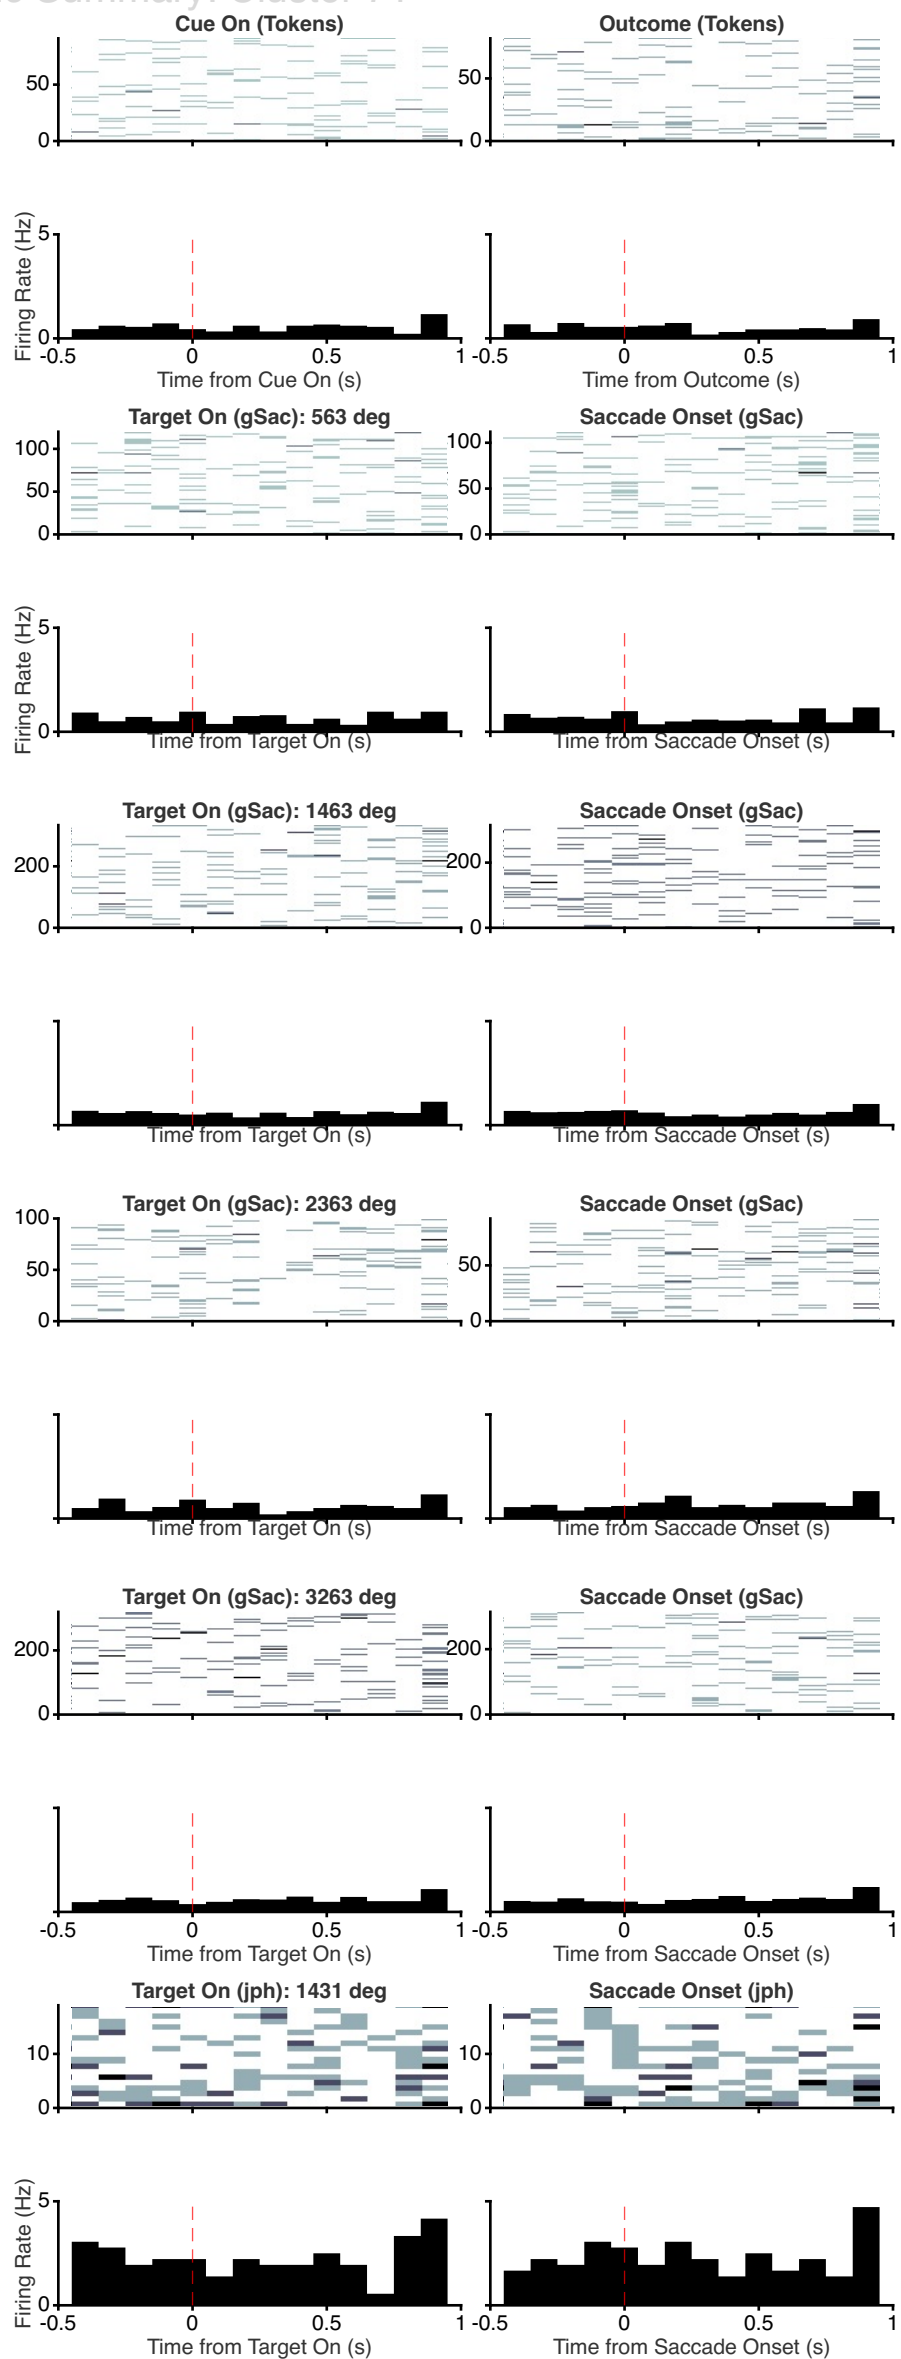 Summary: Cluster
Cue On (Tokens) Outcome (Tokens)
50 50
0 0
Firing Rate (Hz)
5
0
-0.5 0 0.5 1 -0.5 0 0.5 1
Time from Cue On (s) Time from Outcome (s)
Target On (gSac): 563 deg Saccade Onset (gSac)
100 100
50 50
0 0
Firing Rate (Hz)
5
0
Time from Target On (s) Time from Saccade Onset (s)
Target On (gSac): 1463 deg Saccade Onset (gSac)
200 200
0 0
Time from Target On (s) Time from Saccade Onset (s)
Target On (gSac): 2363 deg Saccade Onset (gSac)
100
50 50
0 0
Time from Target On (s) Time from Saccade Onset (s)
Target On (gSac): 3263 deg Saccade Onset (gSac)
200 200
0 0
-0.5 0 0.5 1 -0.5 0 0.5 1
Time from Target On (s) Time from Saccade Onset (s)
Target On (jph): 1431 deg Saccade Onset (jph)
10 10
0 0
Firing Rate (Hz)
5
0
-0.5 0 0.5 1 -0.5 0 0.5 1
Time from Target On (s) Time from Saccade Onset (s)